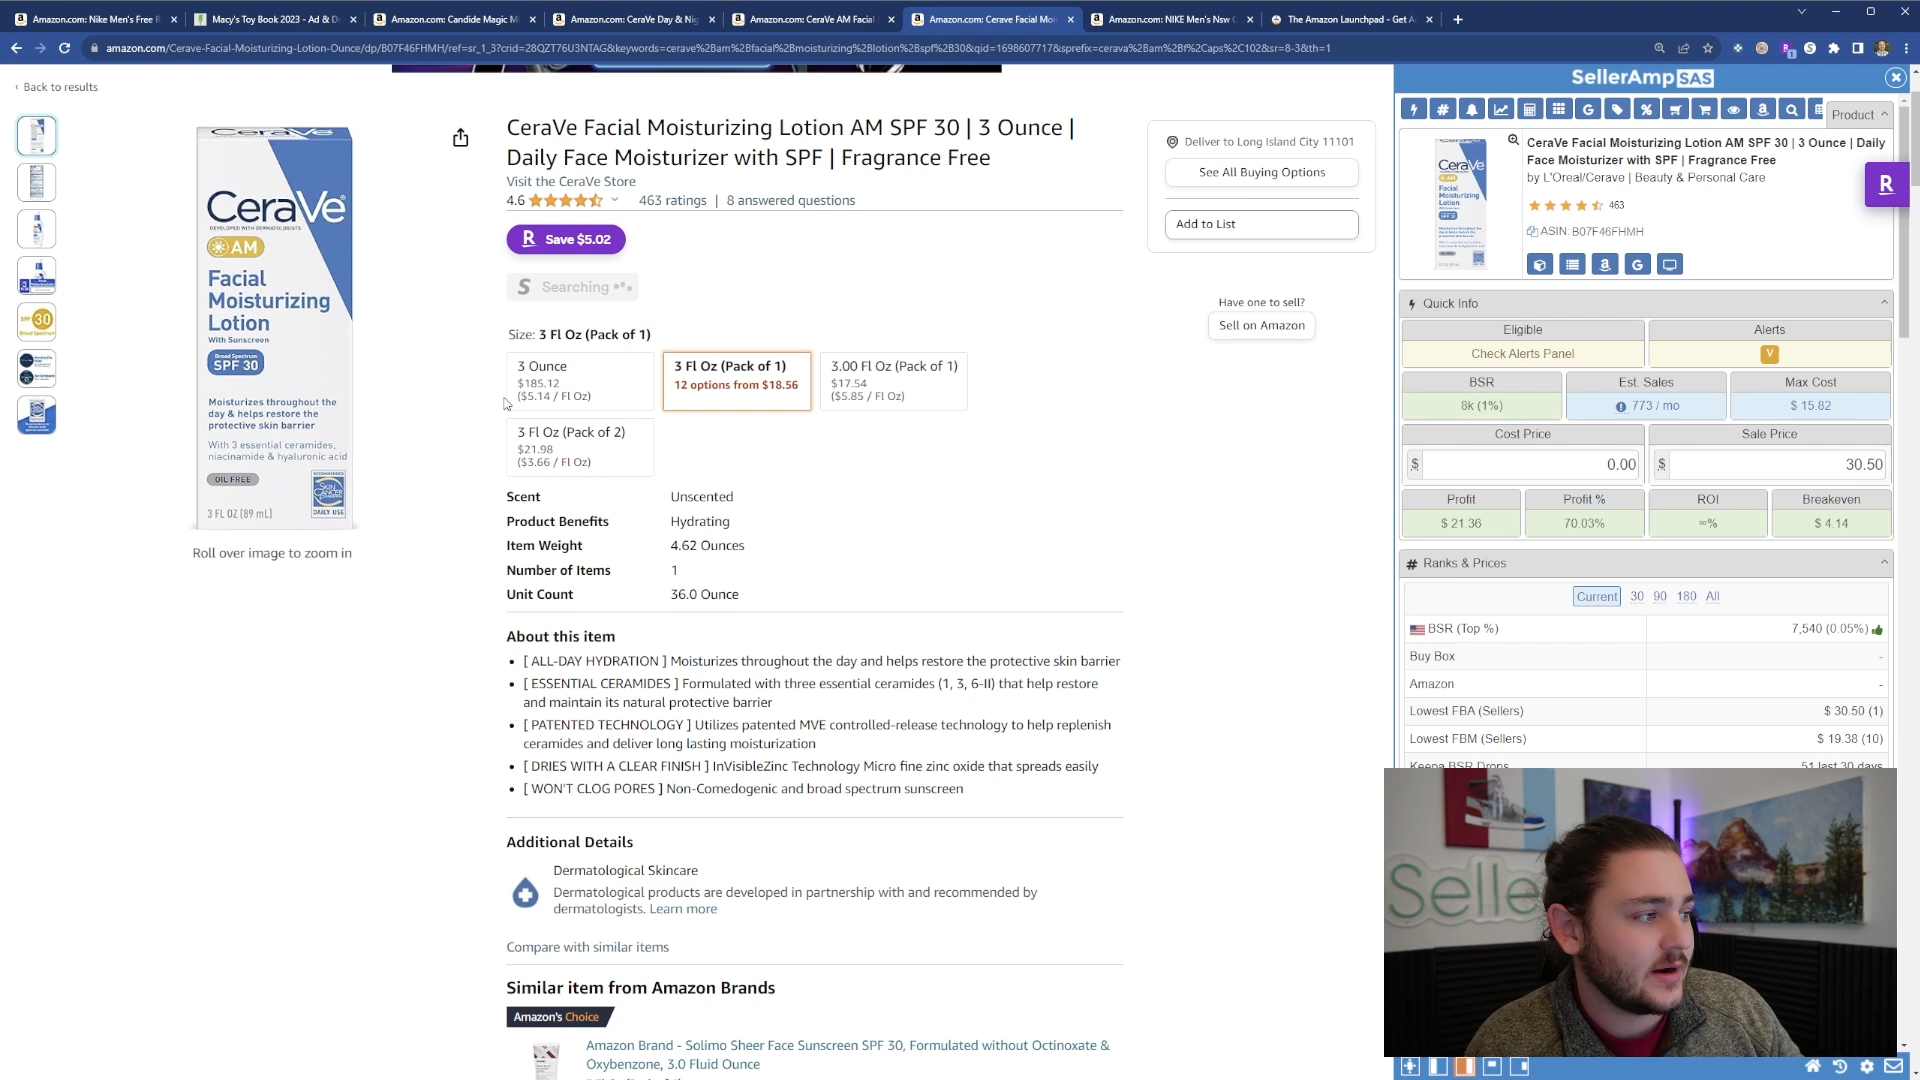 Amazon.com: Nike Men's Free R
Macy's Toy Book 2023 - Ad & D
Amazon.com: Candide Magic M
Amazon.com: CeraVe Day & Nig
Amazon.com: CeraVe AM Facial
Amazon.com: Cerave Facial Moi
Amazon.com: NIKE Men's Nsw C
The Amazon Launchpad - Get A
amazon.com/Cerave-Facial-Moisturizing-Lotion-Ounce/dp/B07F46FHMH/ref=sr_1_3?crid=28QZT76U3NTAG&keywords=cerave%2Bam%2Bfacial%2Bmoisturizing%2Blotion%2Bspf%2B30&qid=1698607717&sprefix=cerava%2Bam%2Bf%2Caps%2C102&sr=8-3&th=1
‹ Back to results
CeraVe
CeraVe
DEVELOPED WITH DERMATOLOGISTS
AM
Facial
Moisturizing
Lotion
With Sunscreen
Broad Spectrum
SPF 30
Moisturizes throughout the
day & helps restore the
protective skin barrier
With 3 essential ceramides,
niacinamide & hyaluronic acid
OIL FREE
RECOMMENDED
SKIN
CANCER
DAILY USE
3 FL OZ (89 mL)
Roll over image to zoom in
CeraVe Facial Moisturizing Lotion AM SPF 30 | 3 Ounce |
Daily Face Moisturizer with SPF | Fragrance Free
Visit the CeraVe Store
4.6 463 ratings | 8 answered questions
R Save $5.02
S Searching
Size: 3 Fl Oz (Pack of 1)
3 Ounce
$185.12
($5.14 / Fl Oz)
3 Fl Oz (Pack of 1)
12 options from $18.56
3.00 Fl Oz (Pack of 1)
$17.54
($5.85 / Fl Oz)
3 Fl Oz (Pack of 2)
$21.98
($3.66 / Fl Oz)
Scent Unscented
Product Benefits Hydrating
Item Weight 4.62 Ounces
Number of Items 1
Unit Count 36.0 Ounce
About this item
• [ ALL-DAY HYDRATION ] Moisturizes throughout the day and helps restore the protective skin barrier
• [ ESSENTIAL CERAMIDES ] Formulated with three essential ceramides (1, 3, 6-II) that help restore
and maintain its natural protective barrier
• [ PATENTED TECHNOLOGY ] Utilizes patented MVE controlled-release technology to help replenish
ceramides and deliver long lasting moisturization
• [ DRIES WITH A CLEAR FINISH ] InVisibleZinc Technology Micro fine zinc oxide that spreads easily
• [ WON'T CLOG PORES ] Non-Comedogenic and broad spectrum sunscreen
Additional Details
Dermatological Skincare
Dermatological products are developed in partnership with and recommended by
dermatologists. Learn more
Compare with similar items
Similar item from Amazon Brands
Amazon's Choice
Amazon Brand - Solimo Sheer Face Sunscreen SPF 30, Formulated without Octinoxate &
Oxybenzone, 3.0 Fluid Ounce
Deliver to Long Island City 11101
See All Buying Options
Add to List
Have one to sell?
Sell on Amazon
SellerAmp SAS
Product
CeraVe Facial Moisturizing Lotion AM SPF 30 | 3 Ounce | Daily
Face Moisturizer with SPF | Fragrance Free
by L'Oreal/Cerave | Beauty & Personal Care
463
ASIN: B07F46FHMH
R
Quick Info
Eligible Alerts
Check Alerts Panel V
BSR Est. Sales Max Cost
8k (1%) 773 / mo $ 15.82
Cost Price Sale Price
$ 0.00 $ 30.50
Profit Profit % ROI Breakeven
$ 21.36 70.03% ∞% $ 4.14
# Ranks & Prices
Current 30 90 180 All
BSR (Top %) 7,540 (0.05%)
Buy Box -
Amazon -
Lowest FBA (Sellers) $ 30.50 (1)
Lowest FBM (Sellers) $ 19.38 (10)
Keepa BSR Drops 51 last 30 days
Selle